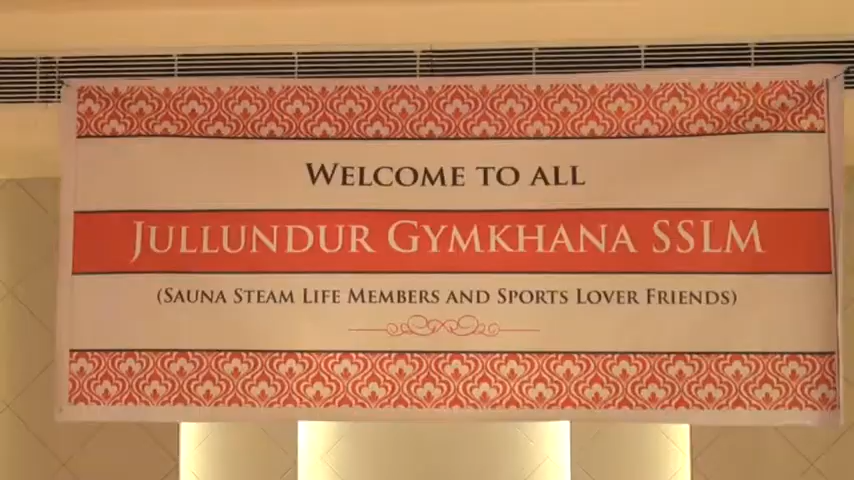 WELCOME TO ALL
JULLUNDUR GYMKHANA SSLM
(SAUNA STEAM LIFE MEMBERS AND SPORTS LOVER FRIENDS)